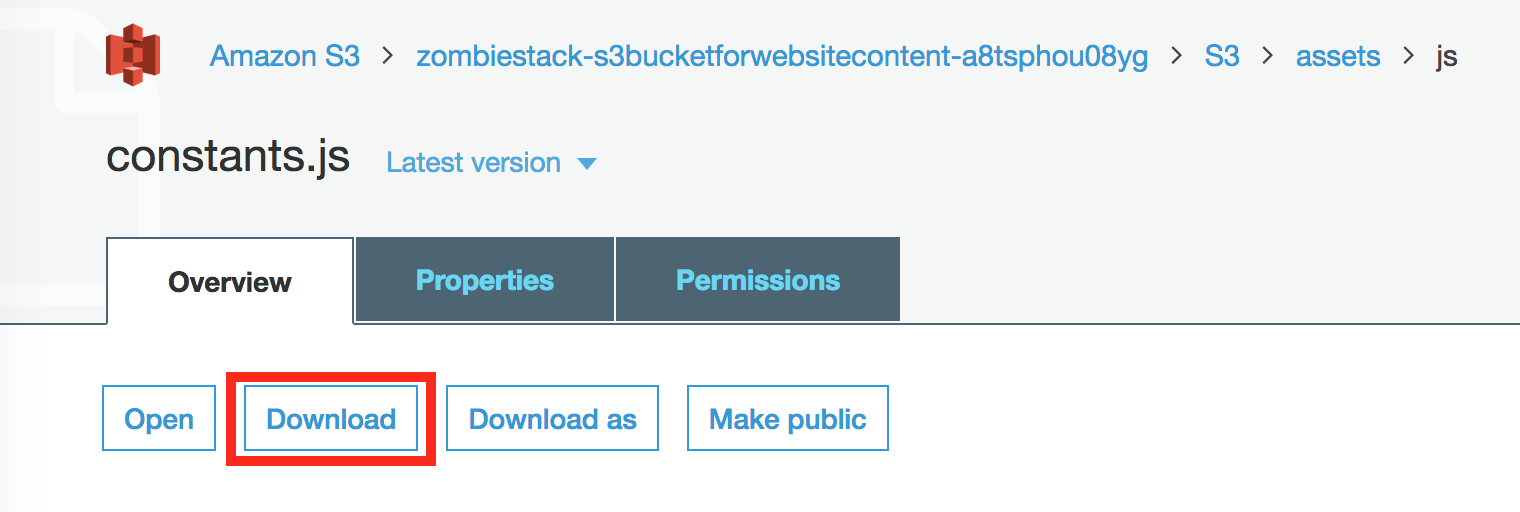 Amazon S3 > zombiestack-s3bucketforwebsitecontent-a8tsphou08yg > S3 > assets > js
constants.js Latest version
Overview Properties Permissions
Open Download Download as Make public